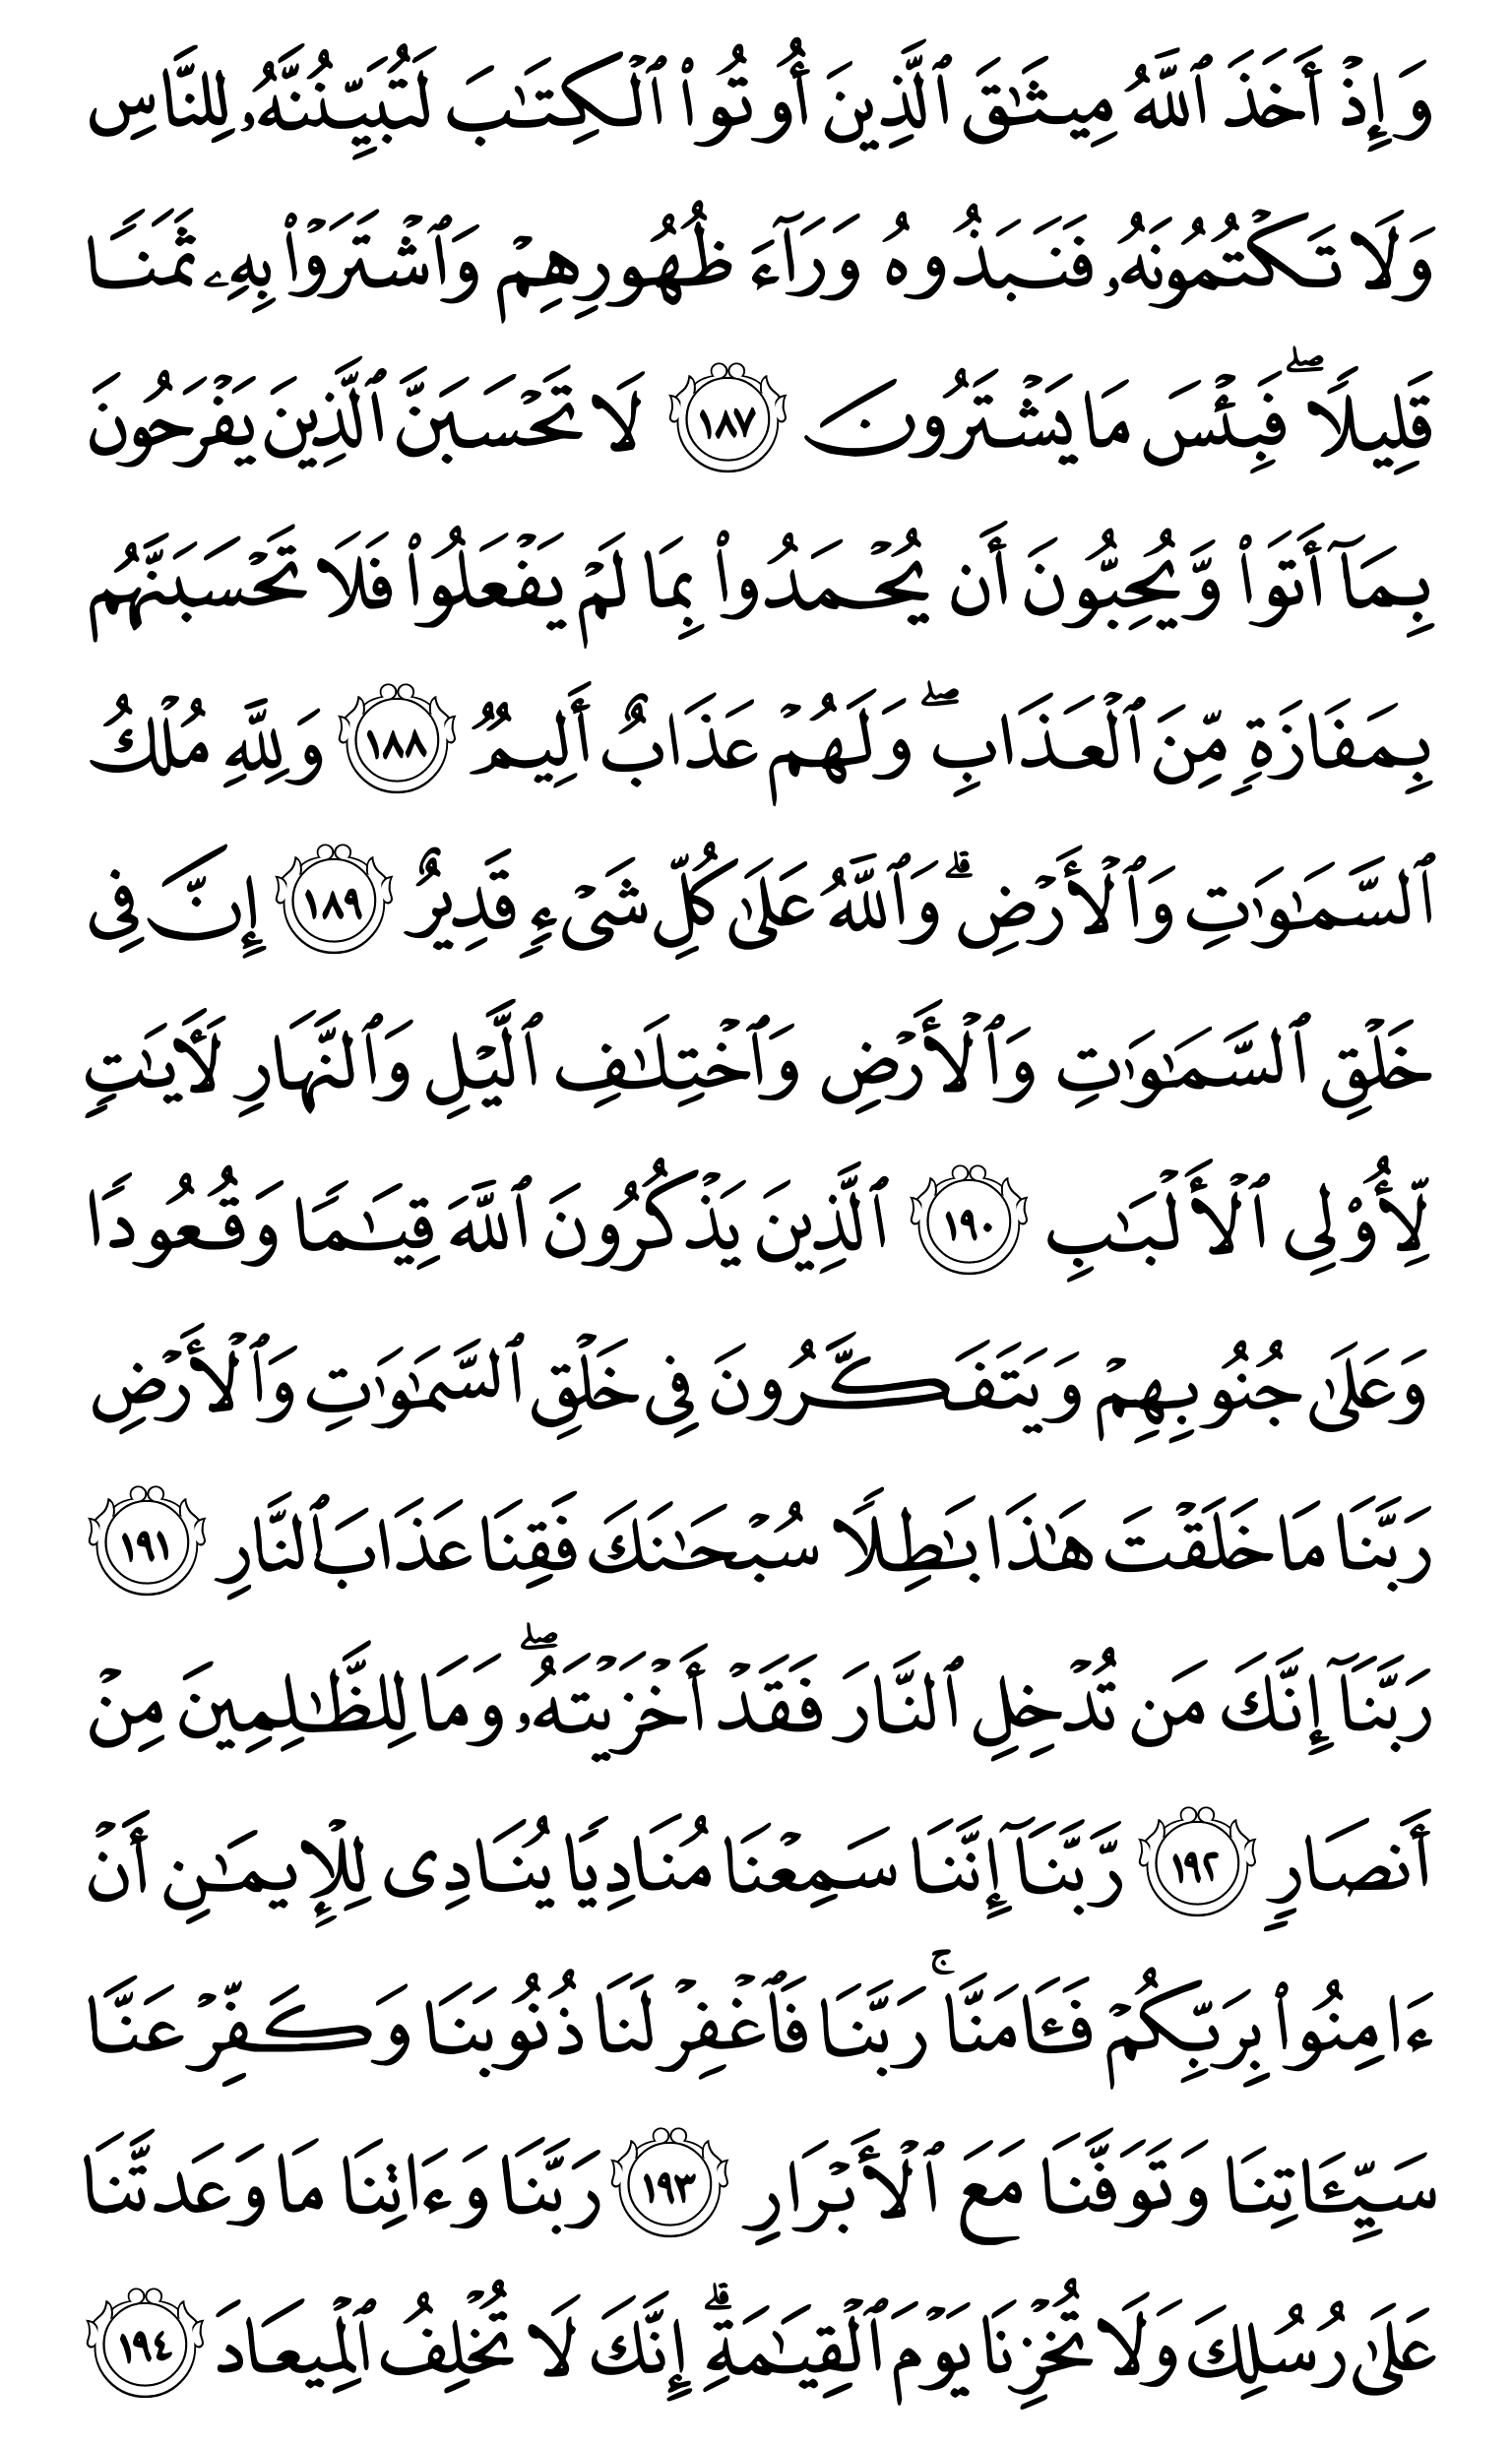 وَإِذۡ أَخَذَ ٱللَّهُ مِيثَٰقَ ٱلَّذِينَ أُوتُواْ ٱلۡكِتَٰبَ لَتُبَيِّنُنَّهُۥ لِلنَّاسِ
وَلَا تَكۡتُمُونَهُۥ فَنَبَذُوهُ وَرَآءَ ظُهُورِهِمۡ وَٱشۡتَرَوۡاْ بِهِۦ ثَمَنٗا
قَلِيلٗاۖ فَبِئۡسَ مَا يَشۡتَرُونَ ١٨٧ لَا تَحۡسَبَنَّ ٱلَّذِينَ يَفۡرَحُونَ
بِمَآ أَتَواْ وَّيُحِبُّونَ أَن يُحۡمَدُواْ بِمَا لَمۡ يَفۡعَلُواْ فَلَا تَحۡسَبَنَّهُم
بِمَفَازَةٖ مِّنَ ٱلۡعَذَابِۖ وَلَهُمۡ عَذَابٌ أَلِيمٞ ١٨٨ وَلِلَّهِ مُلۡكُ
ٱلسَّمَٰوَٰتِ وَٱلۡأَرۡضِۗ وَٱللَّهُ عَلَىٰ كُلِّ شَيۡءٖ قَدِيرٌ ١٨٩ إِنَّ فِي
خَلۡقِ ٱلسَّمَٰوَٰتِ وَٱلۡأَرۡضِ وَٱخۡتِلَٰفِ ٱلَّيۡلِ وَٱلنَّهَارِ لَأٓيَٰتٖ
لِّأُوْلِي ٱلۡأَلۡبَٰبِ ١٩٠ ٱلَّذِينَ يَذۡكُرُونَ ٱللَّهَ قِيَٰمٗا وَقُعُودٗا
وَعَلَىٰ جُنُوبِهِمۡ وَيَتَفَكَّرُونَ فِي خَلۡقِ ٱلسَّمَٰوَٰتِ وَٱلۡأَرۡضِ
رَبَّنَا مَا خَلَقۡتَ هَٰذَا بَٰطِلٗا سُبۡحَٰنَكَ فَقِنَا عَذَابَ ٱلنَّارِ ١٩١
رَبَّنَآ إِنَّكَ مَن تُدۡخِلِ ٱلنَّارَ فَقَدۡ أَخۡزَيۡتَهُۥۖ وَمَا لِلظَّٰلِمِينَ مِنۡ
أَنصَارٖ ١٩٢ رَّبَّنَآ إِنَّنَا سَمِعۡنَا مُنَادِيٗا يُنَادِي لِلۡإِيمَٰنِ أَنۡ
ءَامِنُواْ بِرَبِّكُمۡ فَـَٔامَنَّاۚ رَبَّنَا فَٱغۡفِرۡ لَنَا ذُنُوبَنَا وَكَفِّرۡ عَنَّا
سَيِّـَٔاتِنَا وَتَوَفَّنَا مَعَ ٱلۡأَبۡرَارِ ١٩٣ رَبَّنَا وَءَاتِنَا مَا وَعَدتَّنَا
عَلَىٰ رُسُلِكَ وَلَا تُخۡزِنَا يَوۡمَ ٱلۡقِيَٰمَةِۗ إِنَّكَ لَا تُخۡلِفُ ٱلۡمِيعَادَ ١٩٤